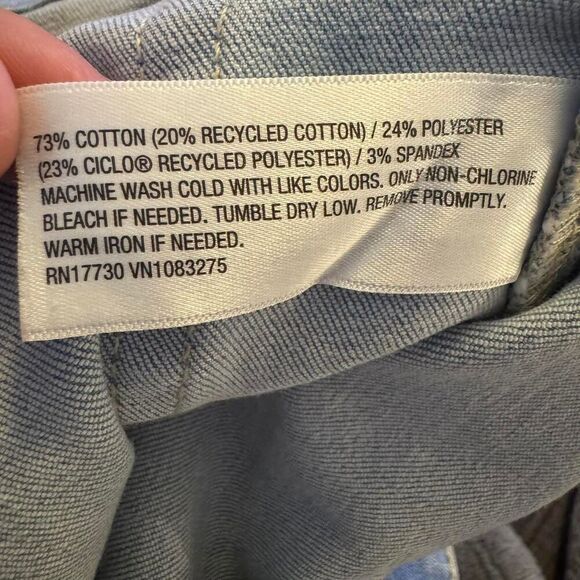 73% COTTON (20% RECYCLED COTTON) / 24% POLYESTER
(23% CICLO® RECYCLED POLYESTER) / 3% SPANDEX
MACHINE WASH COLD WITH LIKE COLORS. ONLY NON-CHLORINE
BLEACH IF NEEDED. TUMBLE DRY LOW. REMOVE PROMPTLY.
WARM IRON IF NEEDED.
RN17730 VN1083275